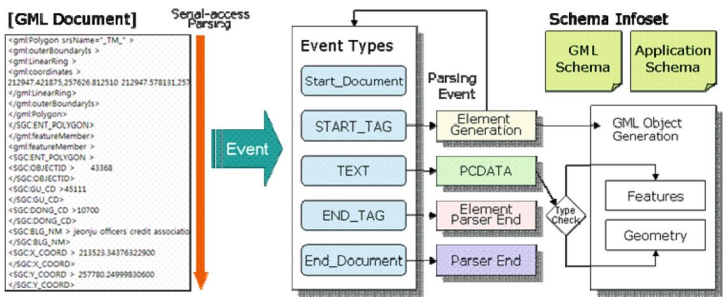 [GML Document]
Serial-access
Parsing
<gml:Polygon srsName="_TM_" >
<gml:outerBoundaryIs >
<gml:LinearRing >
<gml:coordinates >
212947.421875,257626.812510 212947.578131,257
</gml:LinearRing>
</gml:outerBoundaryIs>
</gml:Polygon>
</SGC:ENT_POLYGON>
</gml:featureMember>
<gml:featureMember >
<SGC:ENT_POLYGON >
<SGC:OBJECTID > 43368
</SGC:OBJECTID>
<SGC:GU_CD >45111
</SGC:GU_CD>
<SGC:DONG_CD >10700
</SGC:DONG_CD>
<SGC:BLG_NM > jeonju officers credit associatio
</SGC:BLG_NM>
<SGC:X_COORD > 213523.34376322900
</SGC:X_COORD>
<SGC:Y_COORD > 257780.24999830600
</SGC:Y_COORD>
Event
Event Types
Start_Document
START_TAG
TEXT
END_TAG
End_Document
Parsing
Event
Element
Generation
PCDATA
Element
Parser End
Parser End
Type
Check
Schema Infoset
GML
Schema
Application
Schema
GML Object
Generation
Features
Geometry